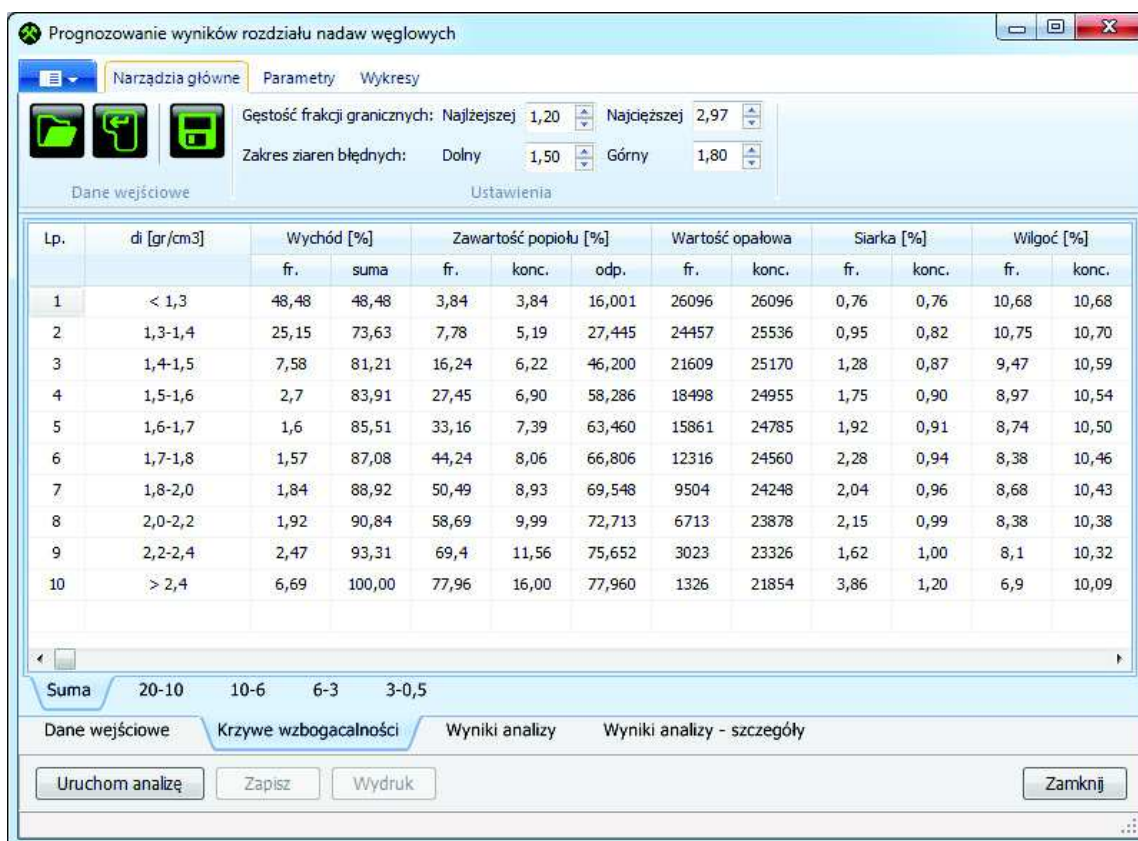 Prognozowanie wyników rozdziału nadaw węglowych
Narządzia główne Parametry Wykresy
Gęstość frakcji granicznych: Najlżejszej 1,20 Najcięższej 2,97
Zakres ziaren błędnych: Dolny 1,50 Górny 1,80
Dane wejściowe Ustawienia
Lp. di [gr/cm3] Wychód [%] Zawartość popiołu [%] Wartość opałowa Siarka [%] Wilgoć [%]
fr. suma fr. konc. odp. fr. konc. fr. konc. fr. konc.
1 < 1,3 48,48 48,48 3,84 3,84 16,001 26096 26096 0,76 0,76 10,68 10,68
2 1,3-1,4 25,15 73,63 7,78 5,19 27,445 24457 25536 0,95 0,82 10,75 10,70
3 1,4-1,5 7,58 81,21 16,24 6,22 46,200 21609 25170 1,28 0,87 9,47 10,59
4 1,5-1,6 2,7 83,91 27,45 6,90 58,286 18498 24955 1,75 0,90 8,97 10,54
5 1,6-1,7 1,6 85,51 33,16 7,39 63,460 15861 24785 1,92 0,91 8,74 10,50
6 1,7-1,8 1,57 87,08 44,24 8,06 66,806 12316 24560 2,28 0,94 8,38 10,46
7 1,8-2,0 1,84 88,92 50,49 8,93 69,548 9504 24248 2,04 0,96 8,68 10,43
8 2,0-2,2 1,92 90,84 58,69 9,99 72,713 6713 23878 2,15 0,99 8,38 10,38
9 2,2-2,4 2,47 93,31 69,4 11,56 75,652 3023 23326 1,62 1,00 8,1 10,32
10 > 2,4 6,69 100,00 77,96 16,00 77,960 1326 21854 3,86 1,20 6,9 10,09
Suma 20-10 10-6 6-3 3-0,5
Dane wejściowe Krzywe wzbogacalności Wyniki analizy Wyniki analizy - szczegóły
Uruchom analizę Zapisz Wydruk Zamknij